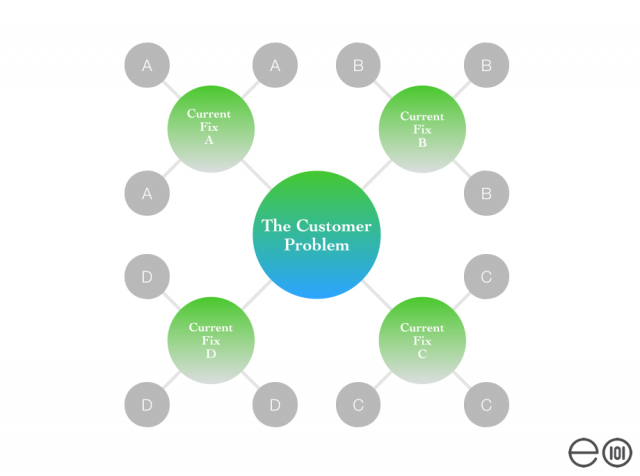 A
A
B
B
Current
Fix
A
Current
Fix
B
A
B
The Customer
Problem
D
C
Current
Fix
D
Current
Fix
C
D
D
C
C
e 101